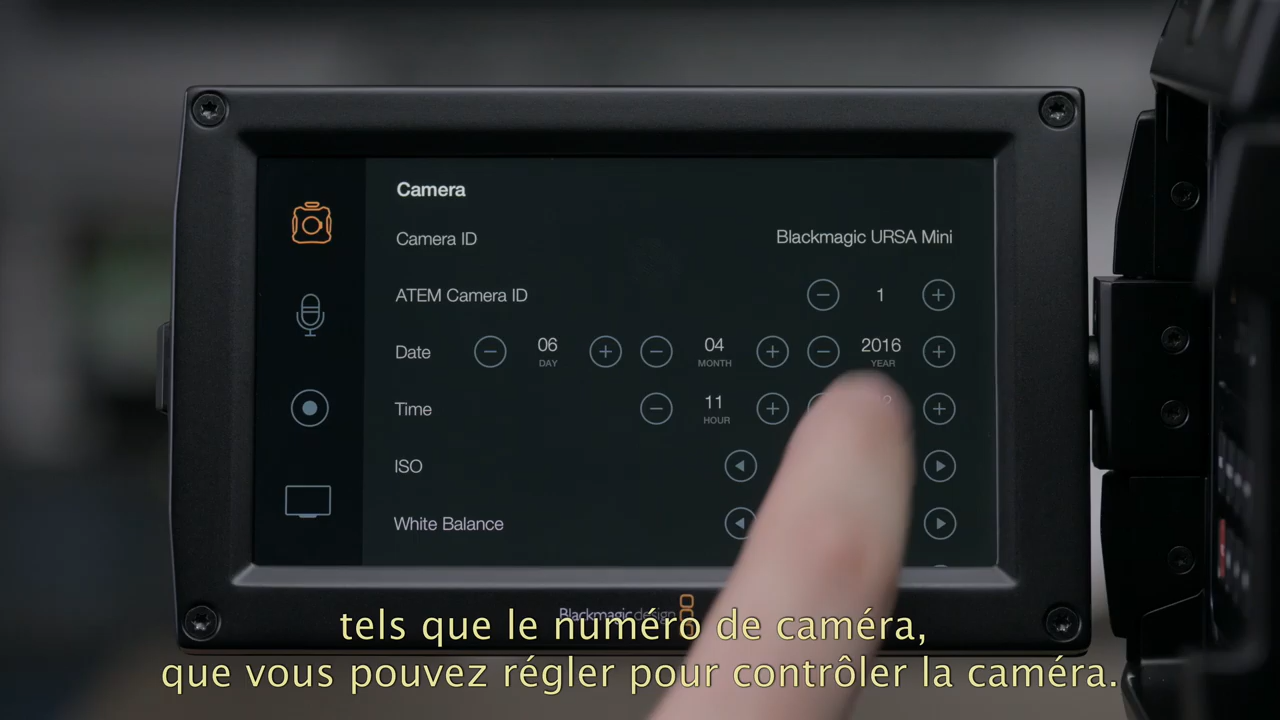 Camera
Camera ID Blackmagic URSA Mini
ATEM Camera ID 1
Date 06 04 2016
DAY MONTH YEAR
Time 11
HOUR
ISO
White Balance
Blackmagicdesign
tels que le numéro de caméra,
que vous pouvez régler pour contrôler la caméra.